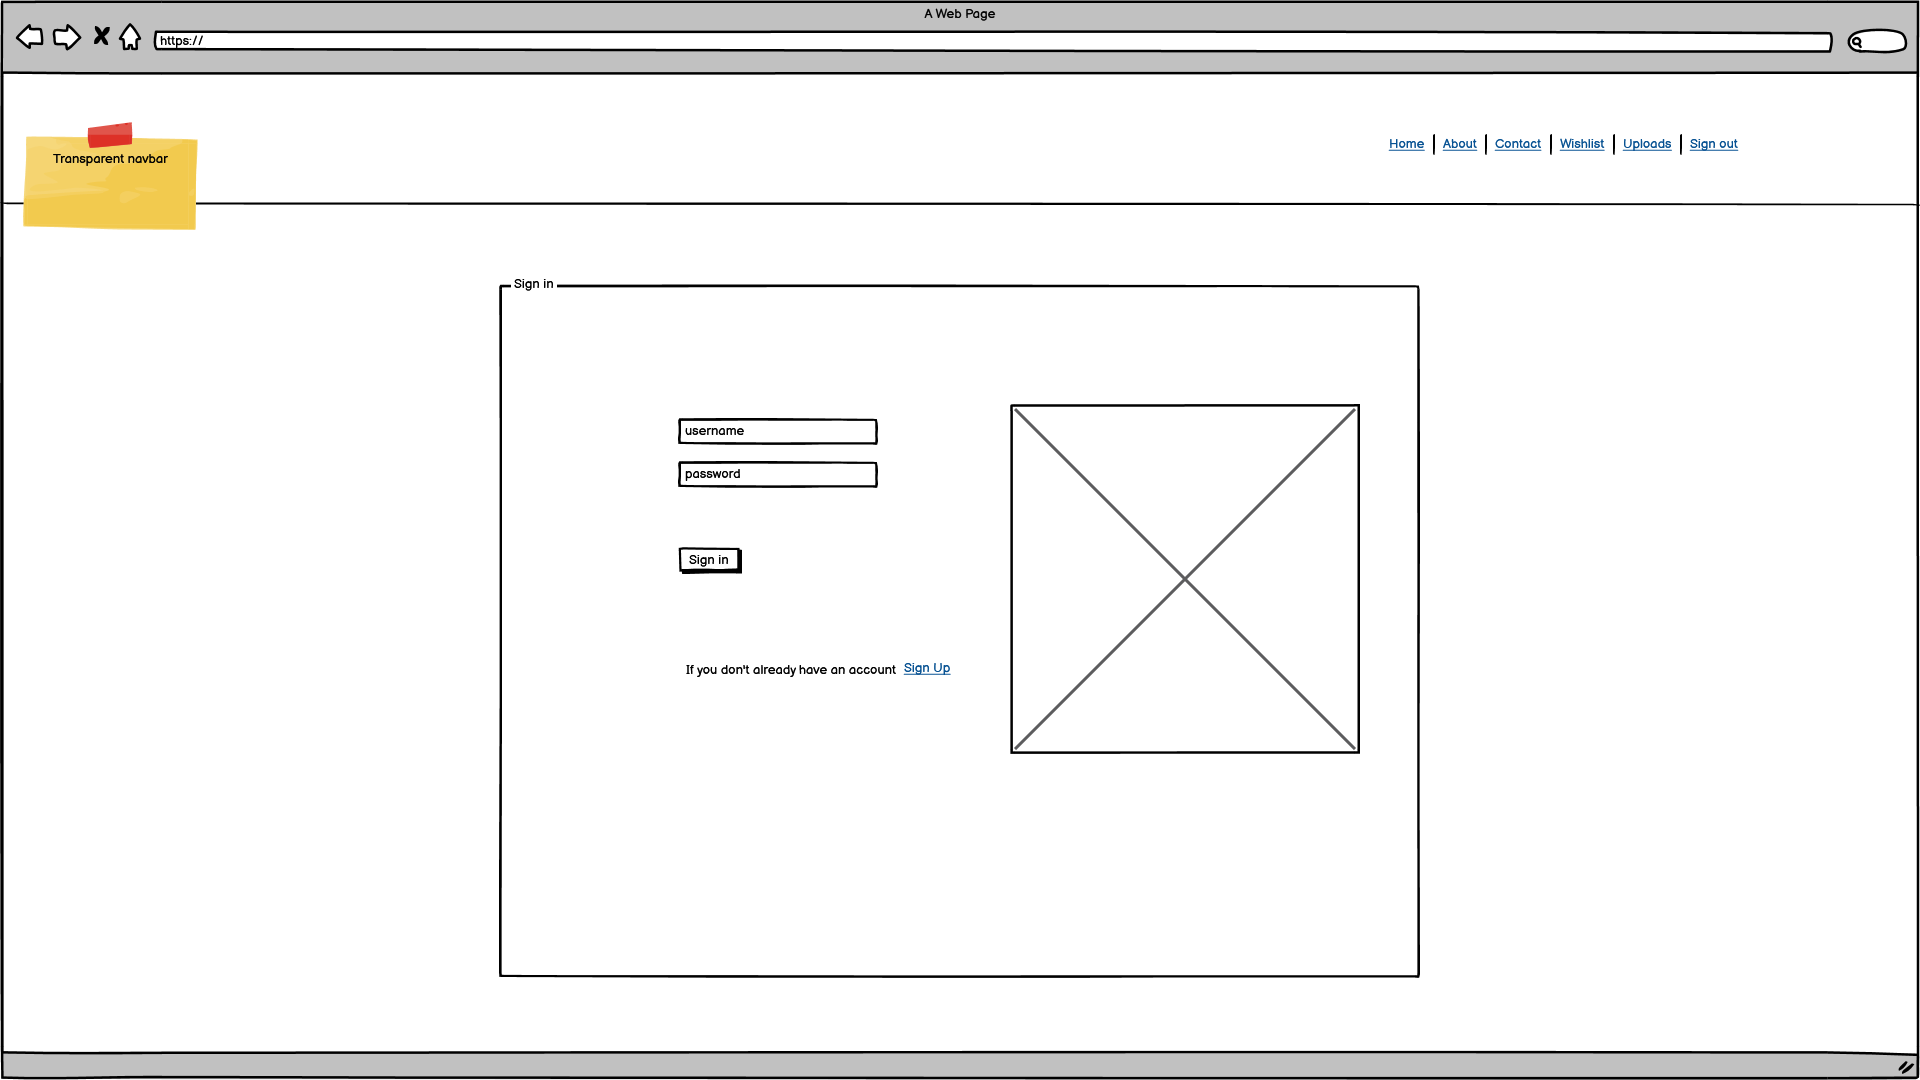 A Web Page
https://
Transparent navbar
Home About Contact Wishlist Uploads Sign out
Sign in
username
password
Sign in
If you don't already have an account Sign Up